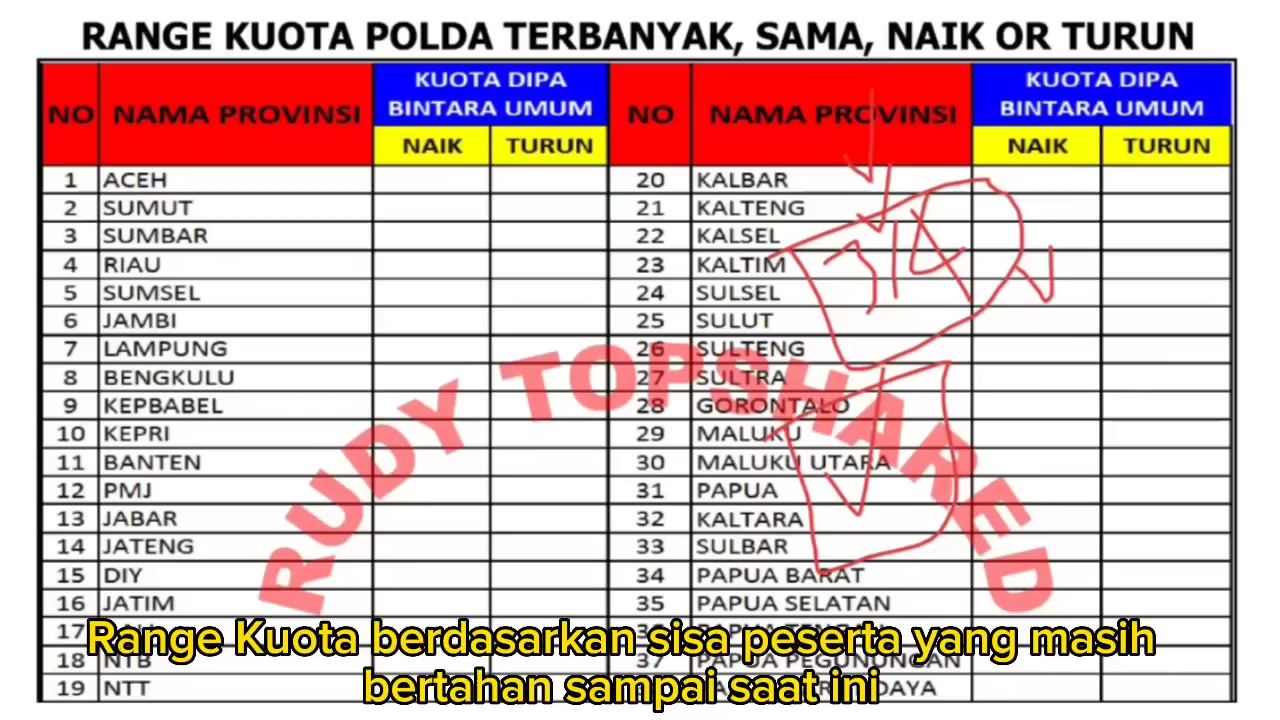 RANGE KUOTA POLDA TERBANYAK, SAMA, NAIK OR TURUN
NO NAMA PROVINSI KUOTA DIPA BINTARA UMUM NO NAMA PROVINSI KUOTA DIPA BINTARA UMUM
NAIK TURUN NAIK TURUN
1 ACEH 20 KALBAR
2 SUMUT 21 KALTENG
3 SUMBAR 22 KALSEL
4 RIAU 23 KALTIM
5 SUMSEL 24 SULSEL
6 JAMBI 25 SULUT
7 LAMPUNG 26 SULTENG
8 BENGKULU 27 SULTRA
9 KEPBABEL 28 GORONTALO
10 KEPRI 29 MALUKU
11 BANTEN 30 MALUKU UTARA
12 PMJ 31 PAPUA
13 JABAR 32 KALTARA
14 JATENG 33 SULBAR
15 DIY 34 PAPUA BARAT
16 JATIM 35 PAPUA SELATAN
17
18 NTB 37 PAPUA PEGUNUNGAN
19 NTT
RUDY TOPSHARED
Range Kuota berdasarkan sisa peserta yang masih
bertahan sampai saat ini